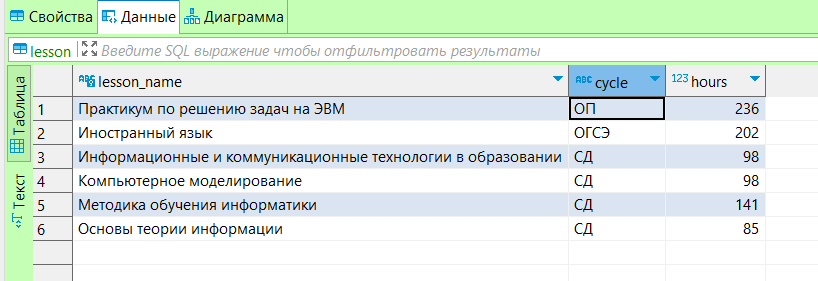 Свойства Данные Диаграмма
lesson Введите SQL выражение чтобы отфильтровать результаты
Таблица
Текст
ABC lesson_name ABC cycle 123 hours
1 Практикум по решению задач на ЭВМ ОП 236
2 Иностранный язык ОГСЭ 202
3 Информационные и коммуникационные технологии в образовании СД 98
4 Компьютерное моделирование СД 98
5 Методика обучения информатики СД 141
6 Основы теории информации СД 85